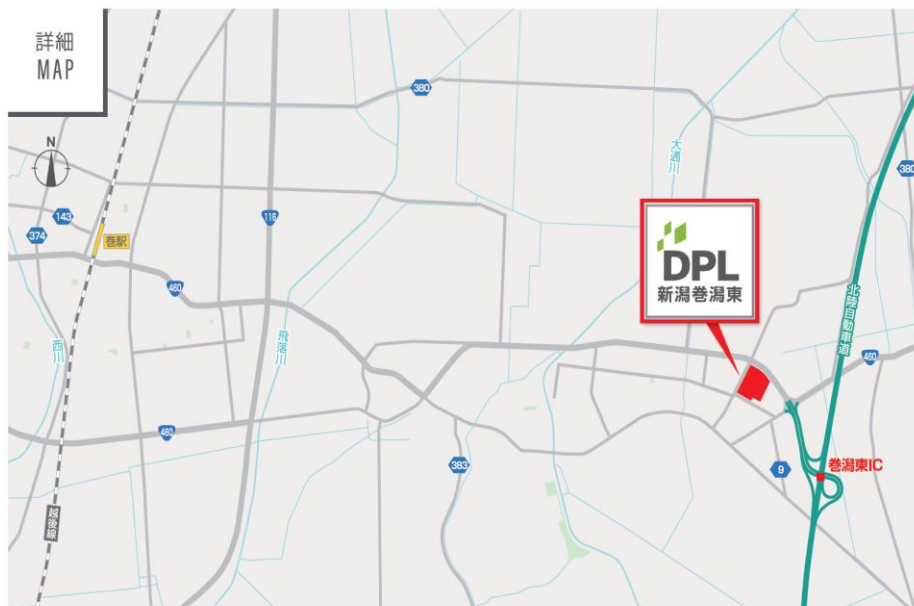 詳細
MAP
N
380
大通川
380
143
116
374
巻駅
DPL
新潟巻潟東
460
北陸自動車道
西川
飛落川
460
460
383
9
巻潟東IC
越後線